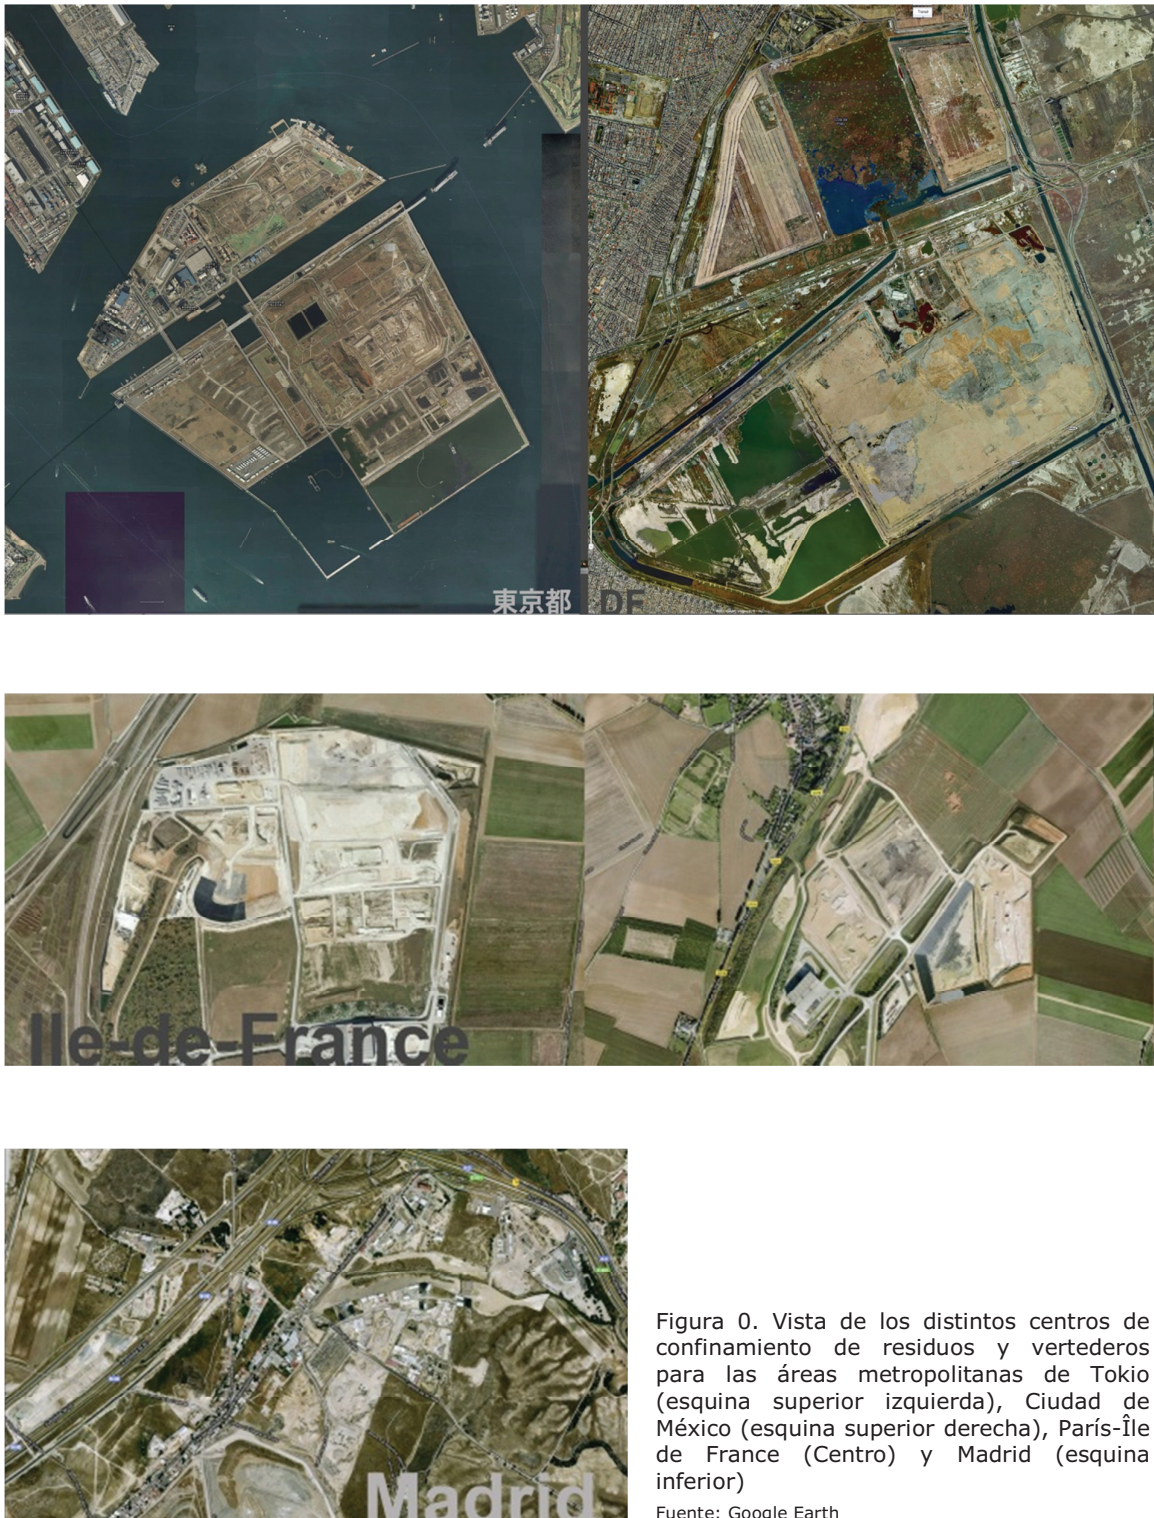 東京都
DF
Ile-de-France
Madrid
Figura 0. Vista de los distintos centros de
confinamiento de residuos y vertederos
para las áreas metropolitanas de Tokio
(esquina superior izquierda), Ciudad de
México (esquina superior derecha), París-Île
de France (Centro) y Madrid (esquina
inferior)
Fuente: Google Earth